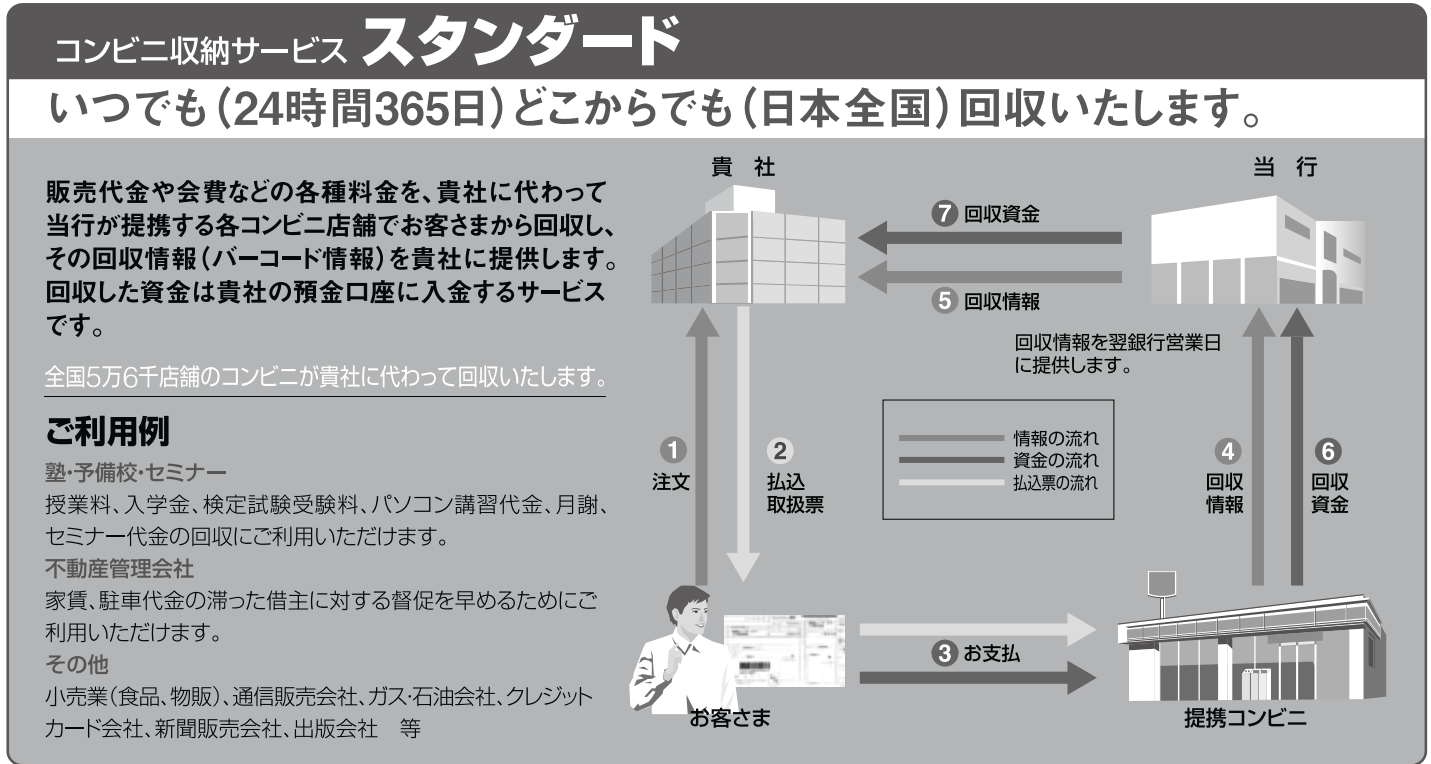 コンビニ収納サービス スタンダード
いつでも(24時間365日)どこからでも(日本全国)回収いたします。
販売代金や会費などの各種料金を、貴社に代わって
当行が提携する各コンビニ店舗でお客さまから回収し、
その回収情報(バーコード情報)を貴社に提供します。
回収した資金は貴社の預金口座に入金するサービス
です。
全国5万6千店舗のコンビニが貴社に代わって回収いたします。
ご利用例
塾・予備校・セミナー
授業料、入学金、検定試験受験料、パソコン講習代金、月謝、
セミナー代金の回収にご利用いただけます。
不動産管理会社
家賃、駐車代金の滞った借主に対する督促を早めるためにご
利用いただけます。
その他
小売業(食品、物販)、通信販売会社、ガス・石油会社、クレジット
カード会社、新聞販売会社、出版会社 等
貴 社
当 行
7 回収資金
5 回収情報
回収情報を翌銀行営業日
に提供します。
情報の流れ
資金の流れ
払込票の流れ
1
注文
2
払込
取扱票
4
回収
情報
6
回収
資金
3 お支払
お客さま
提携コンビニ